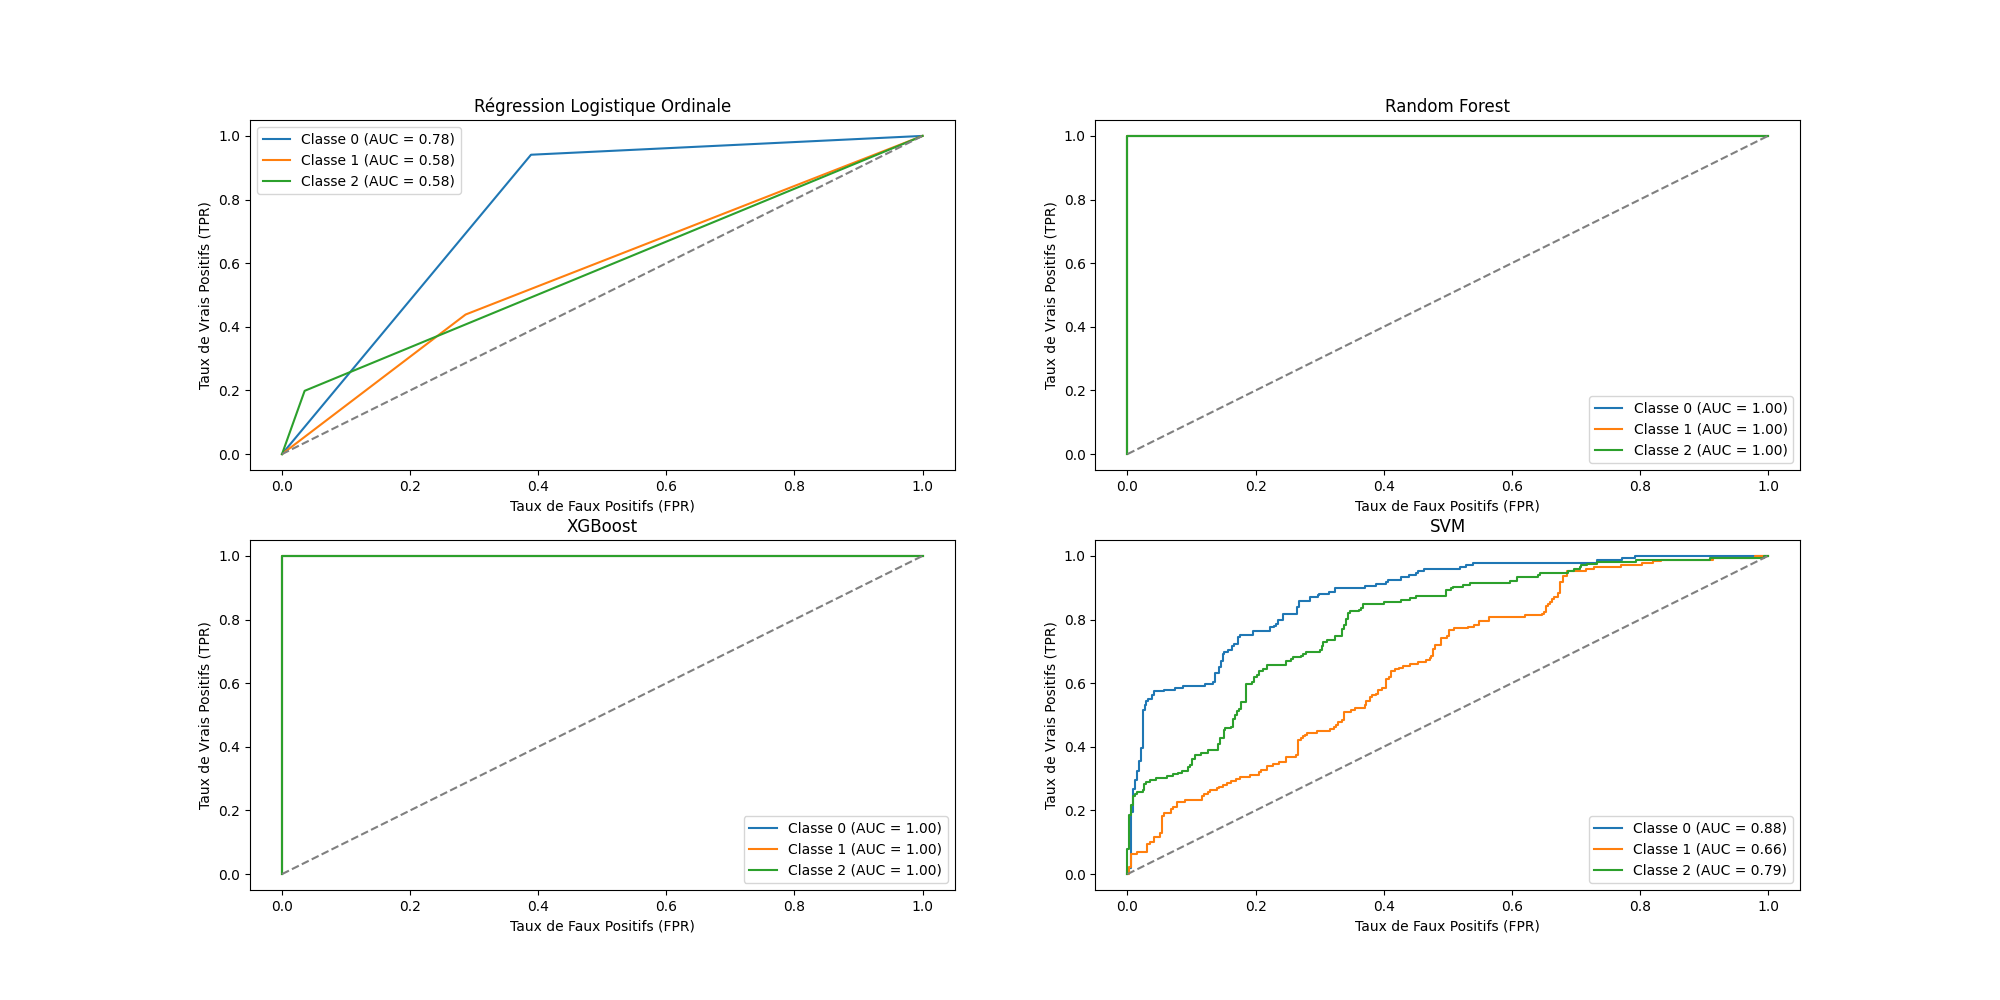 Régression Logistique Ordinale
Classe 0 (AUC = 0.78)
Classe 1 (AUC = 0.58)
Classe 2 (AUC = 0.58)
Taux de Vrais Positifs (TPR)
1.0
0.8
0.6
0.4
0.2
0.0
0.0 0.2 0.4 0.6 0.8 1.0
Taux de Faux Positifs (FPR)
Random Forest
Taux de Vrais Positifs (TPR)
1.0
0.8
0.6
0.4
0.2
0.0
Classe 0 (AUC = 1.00)
Classe 1 (AUC = 1.00)
Classe 2 (AUC = 1.00)
0.0 0.2 0.4 0.6 0.8 1.0
Taux de Faux Positifs (FPR)
XGBoost
Taux de Vrais Positifs (TPR)
1.0
0.8
0.6
0.4
0.2
0.0
Classe 0 (AUC = 1.00)
Classe 1 (AUC = 1.00)
Classe 2 (AUC = 1.00)
0.0 0.2 0.4 0.6 0.8 1.0
Taux de Faux Positifs (FPR)
SVM
Taux de Vrais Positifs (TPR)
1.0
0.8
0.6
0.4
0.2
0.0
Classe 0 (AUC = 0.88)
Classe 1 (AUC = 0.66)
Classe 2 (AUC = 0.79)
0.0 0.2 0.4 0.6 0.8 1.0
Taux de Faux Positifs (FPR)